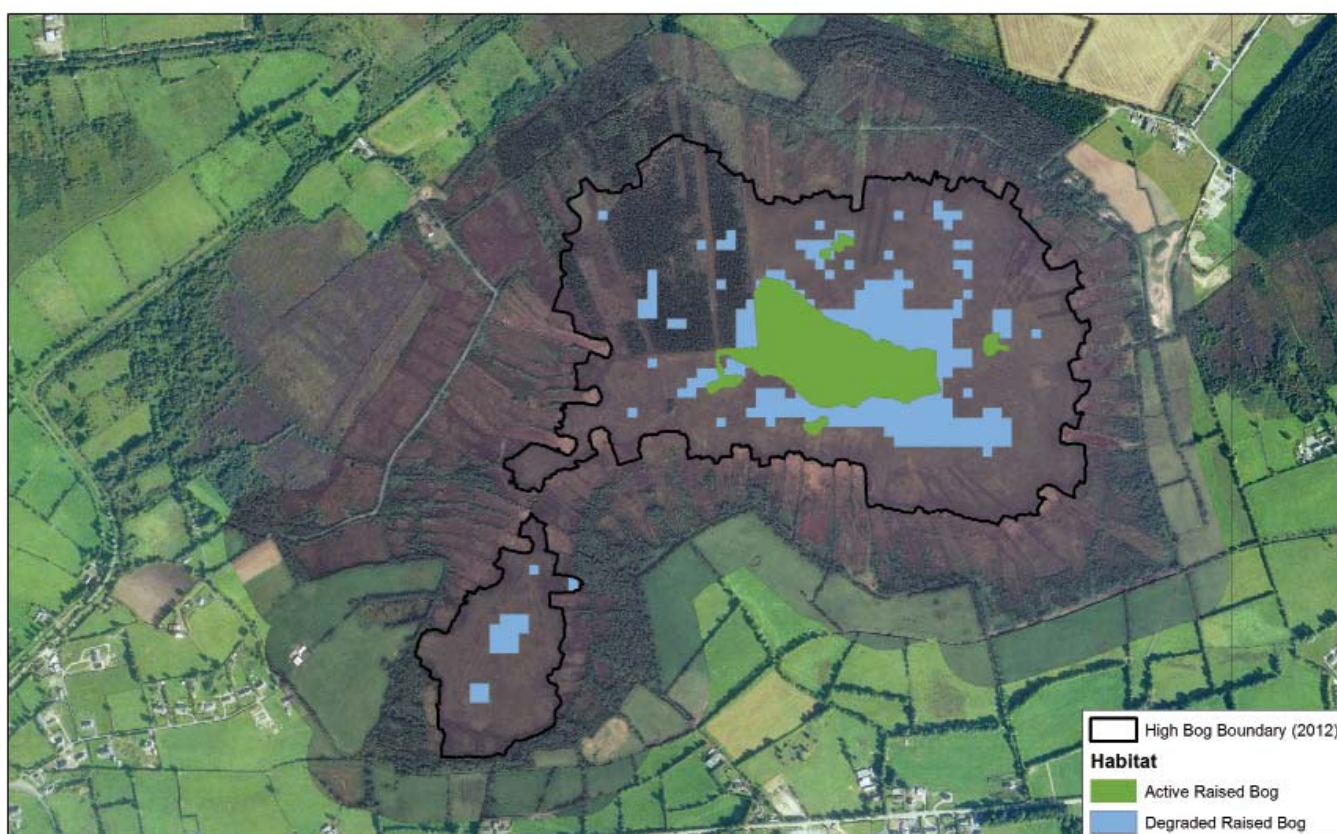 High Bog Boundary (2012)
Habitat
Active Raised Bog
Degraded Raised Bog